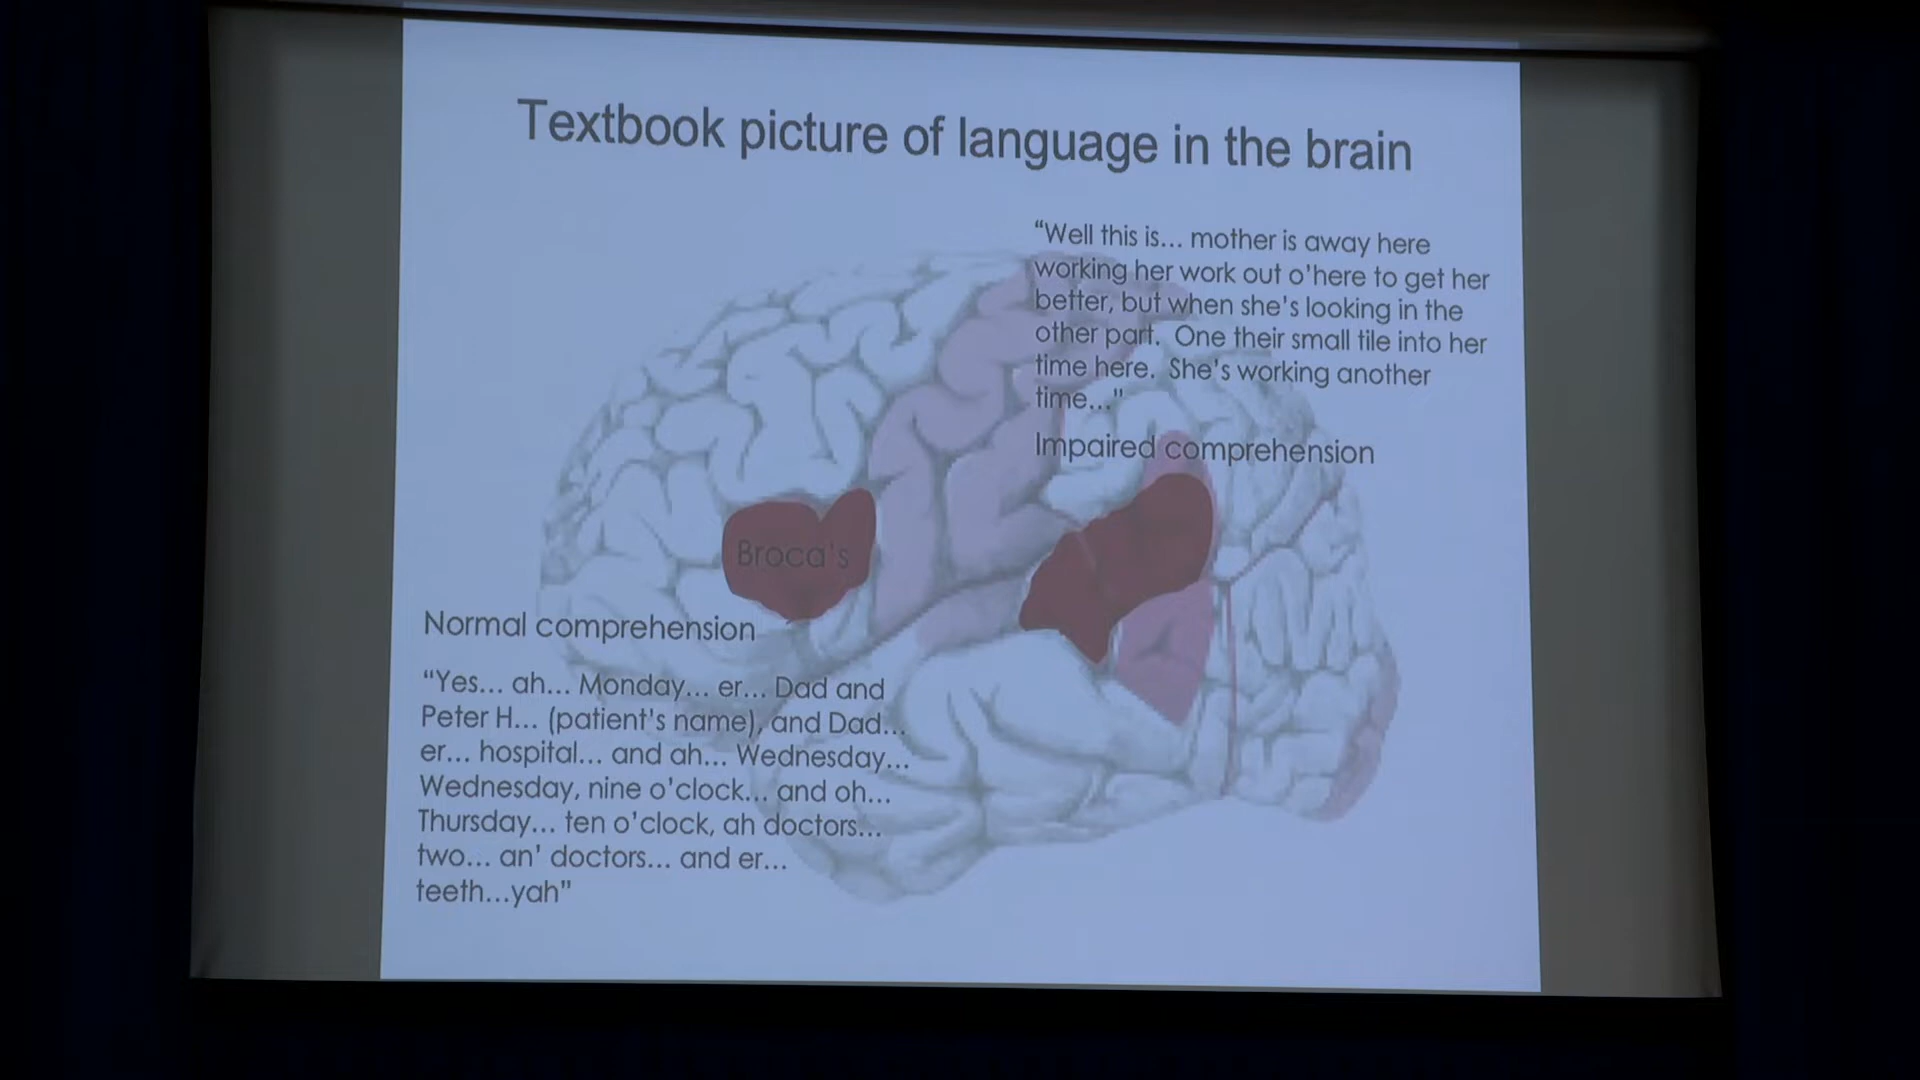 Textbook picture of language in the brain
"Well this is... mother is away here
working her work out o'here to get her
better, but when she's looking in the
other part. One their small tile into her
time here. She's working another
time..."
Impaired comprehension
Broca's
Normal comprehension
"Yes... ah... Monday... er... Dad and
Peter H... (patient's name), and Dad...
er... hospital... and ah... Wednesday...
Wednesday, nine o'clock... and oh...
Thursday... ten o'clock, ah doctors...
two... an' doctors... and er...
teeth...yah"